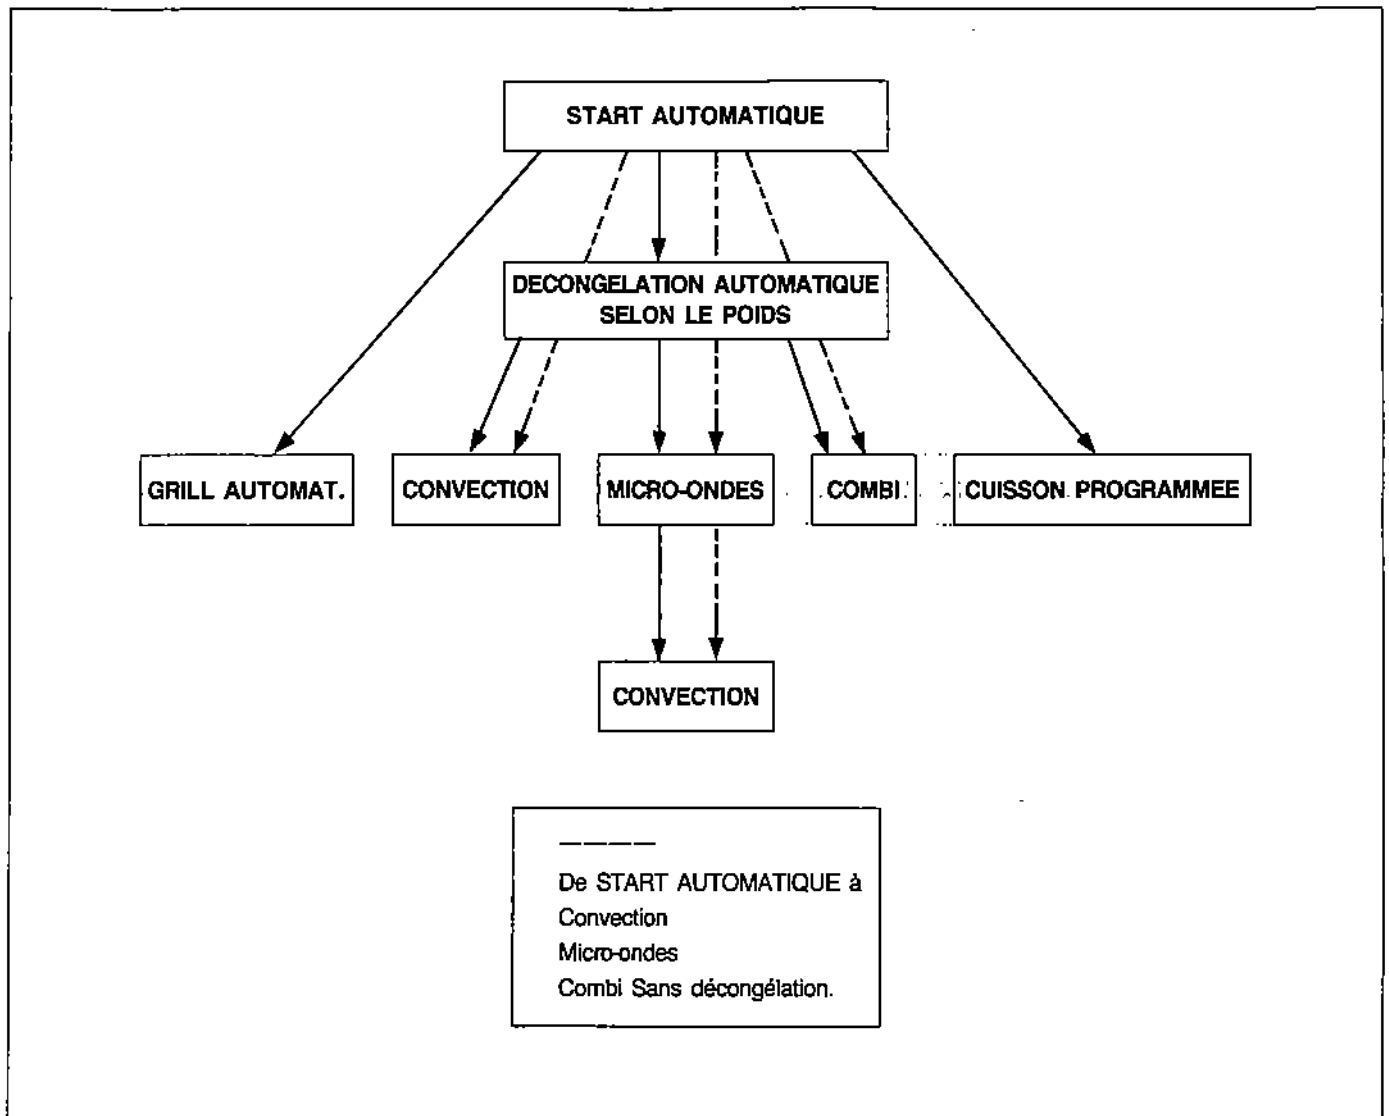 START AUTOMATIQUE
DECONGELATION AUTOMATIQUE
SELON LE POIDS
GRILL AUTOMAT.
CONVECTION
MICRO-ONDES
COMBI
CUISSON PROGRAMMEE
CONVECTION
De START AUTOMATIQUE à
Convection
Micro-ondes
Combi Sans décongélation.